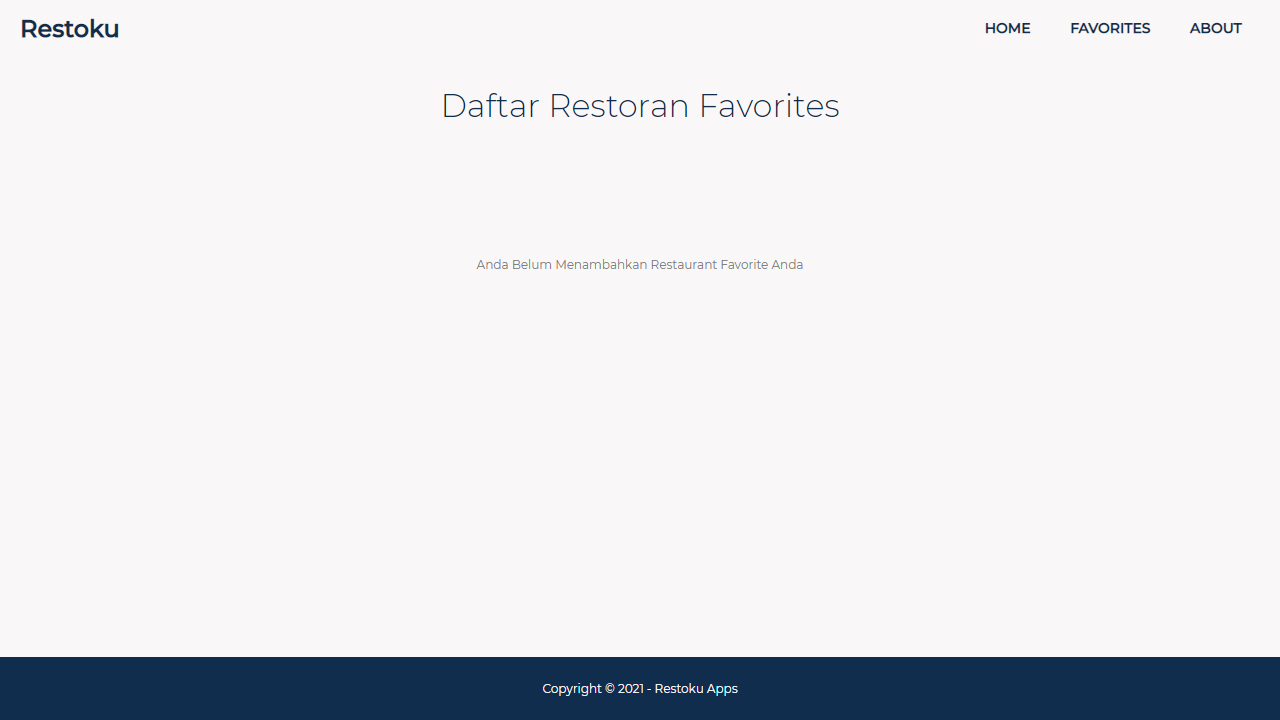 Restoku
HOME FAVORITES ABOUT
Daftar Restoran Favorites
Anda Belum Menambahkan Restaurant Favorite Anda
Copyright © 2021 - Restoku Apps